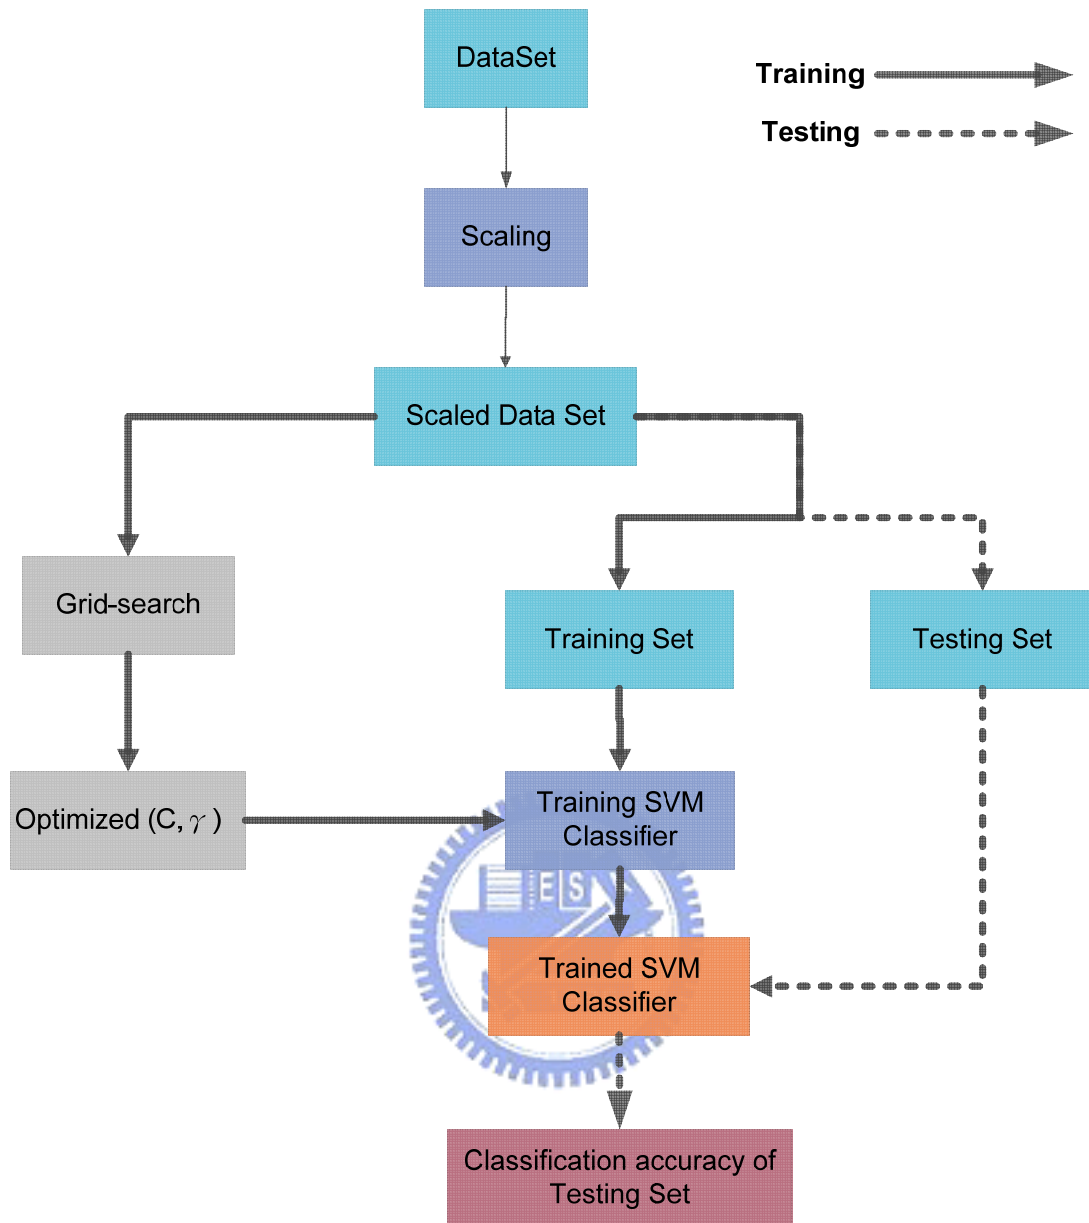 DataSet
Training
Testing
Scaling
Scaled Data Set
Grid-search
Training Set
Testing Set
Optimized (C, γ )
Training SVM
Classifier
E S
Trained SVM
Classifier
Classification accuracy of
Testing Set